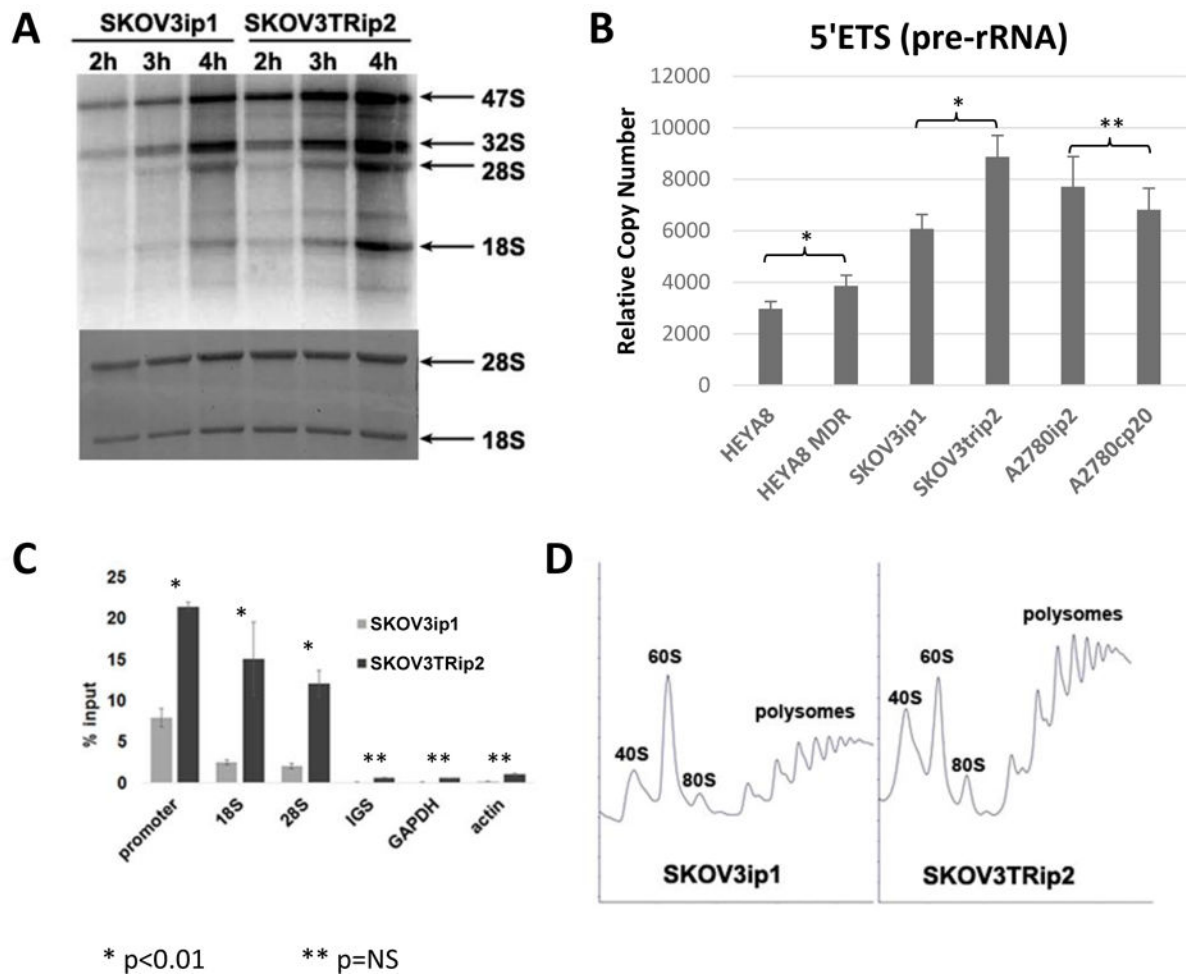 A
SKOV3ip1 SKOV3TRip2
2h 3h 4h 2h 3h 4h
47S
32S
28S
18S
28S
18S
B
5'ETS (pre-rRNA)
Relative Copy Number
12000
10000
8000
6000
4000
2000
0
* * **
HEYA8
HEYA8 MDR
SKOV3ip1
SKOV3trip2
A2780ip2
A2780cp20
C
% input
25
20
15
10
5
0
* * * ** ** **
SKOV3ip1
SKOV3TRip2
promoter
18S
28S
IGS
GAPDH
actin
D
40S
60S
80S
polysomes
SKOV3ip1
40S
60S
80S
polysomes
SKOV3TRip2
* p<0.01 ** p=NS